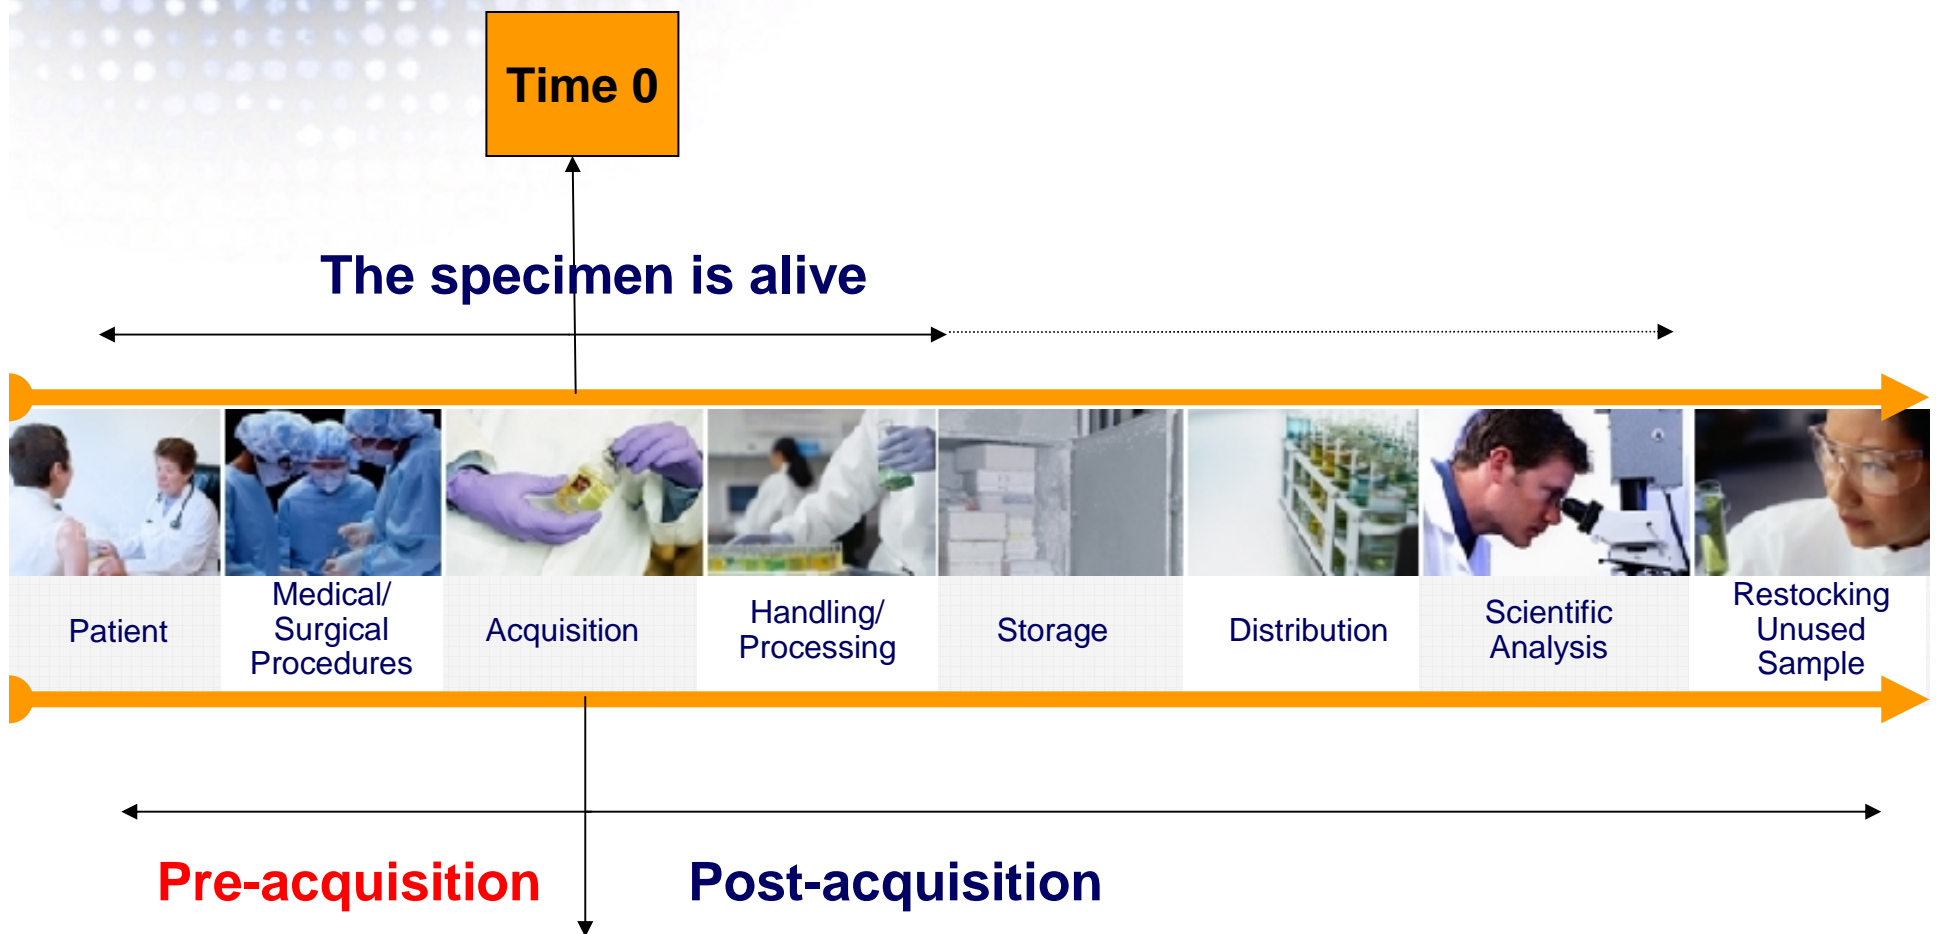 Time 0
The specimen is alive
Patient
Medical/
Surgical
Procedures
Acquisition
Handling/
Processing
Storage
Distribution
Scientific
Analysis
Restocking
Unused
Sample
Pre-acquisition
Post-acquisition